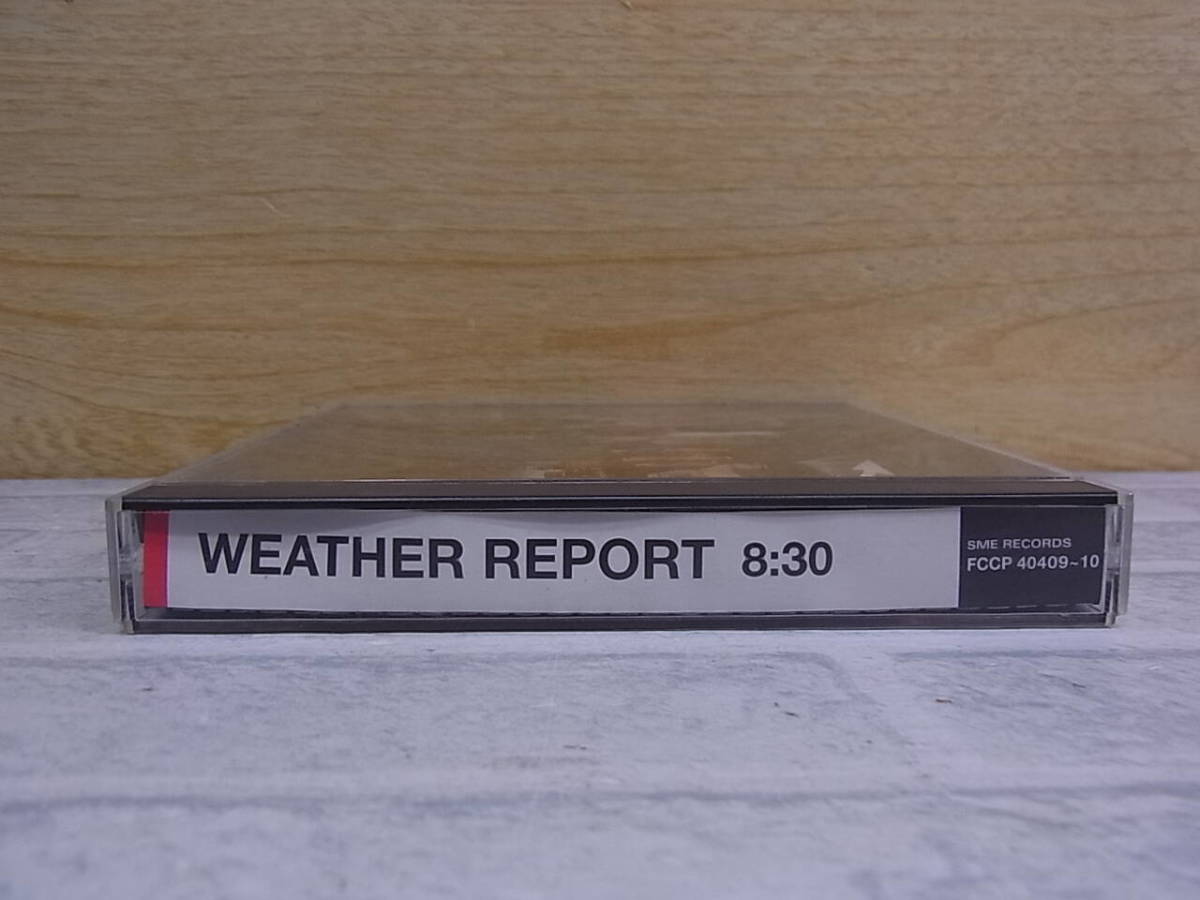 WEATHER REPORT 8:30
SME RECORDS
FCCP 40409~10